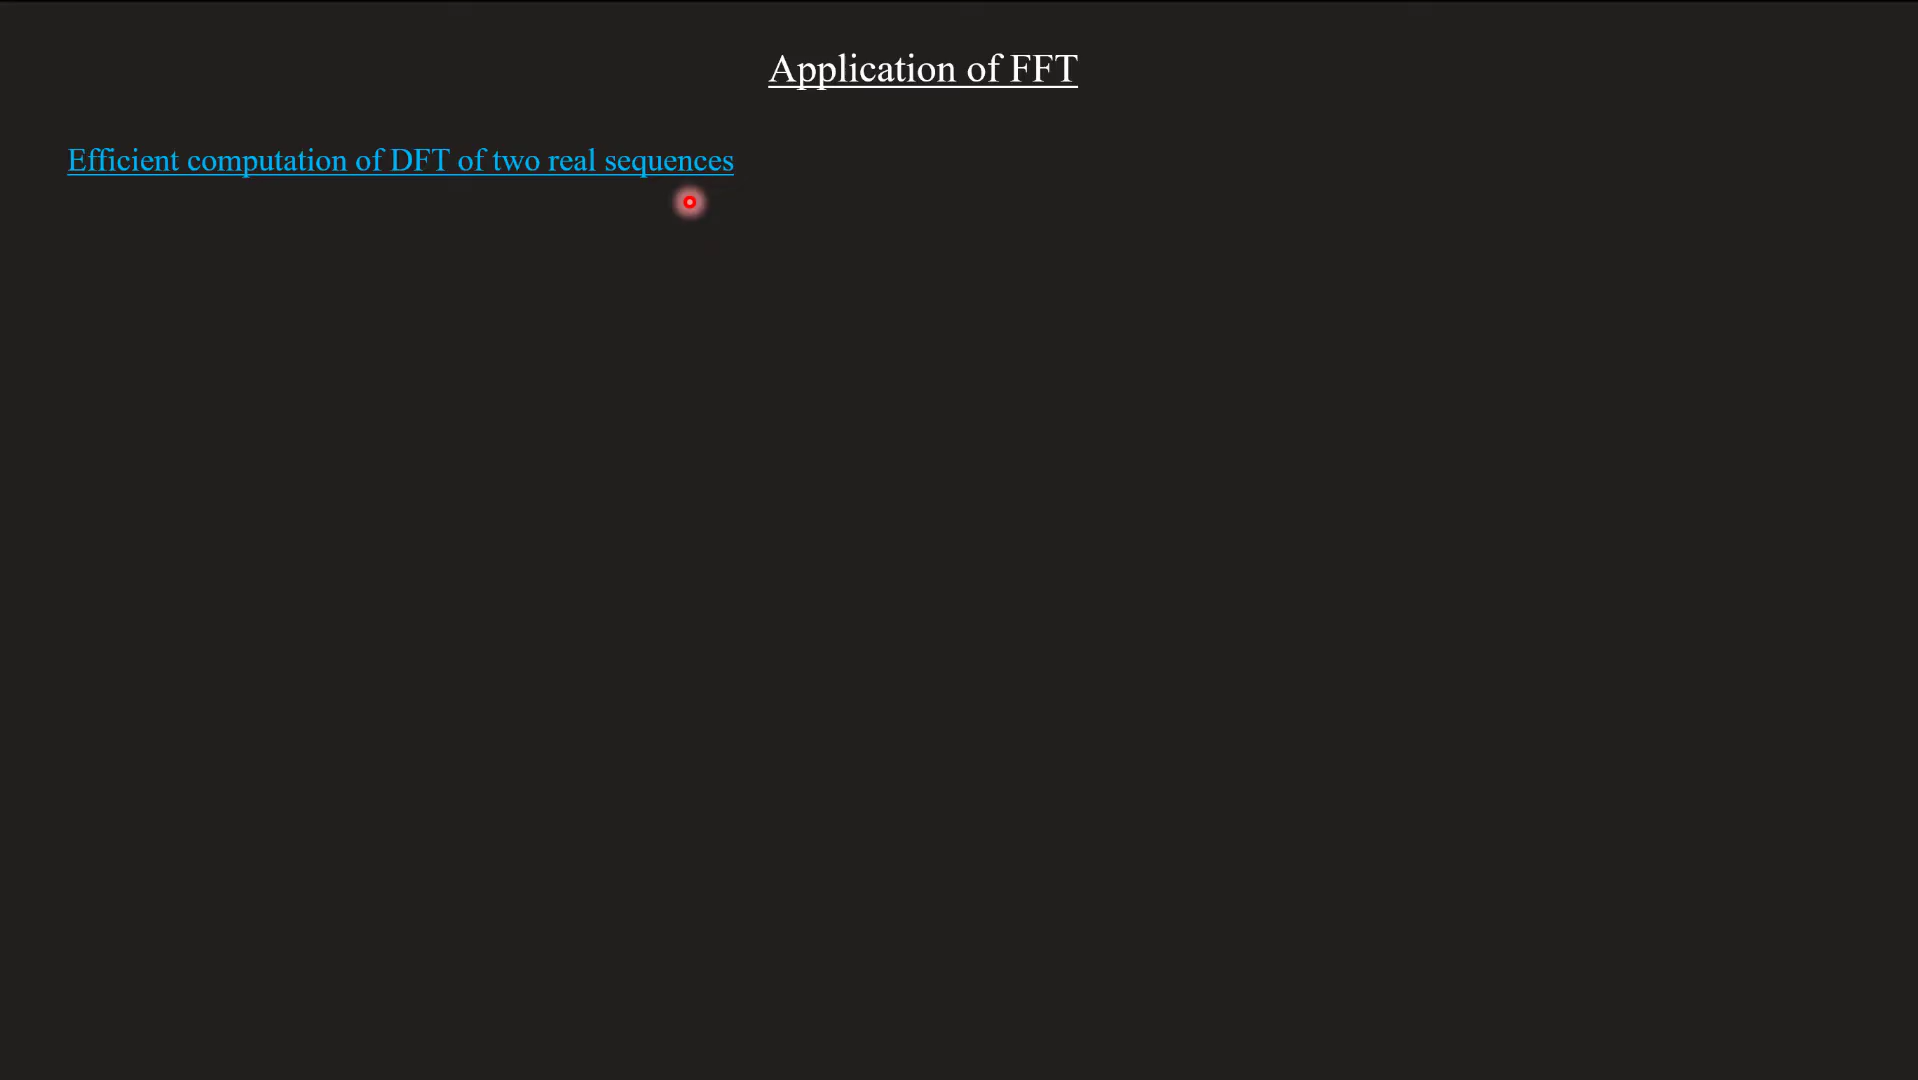 Application of FFT
Efficient computation of DFT of two real sequences